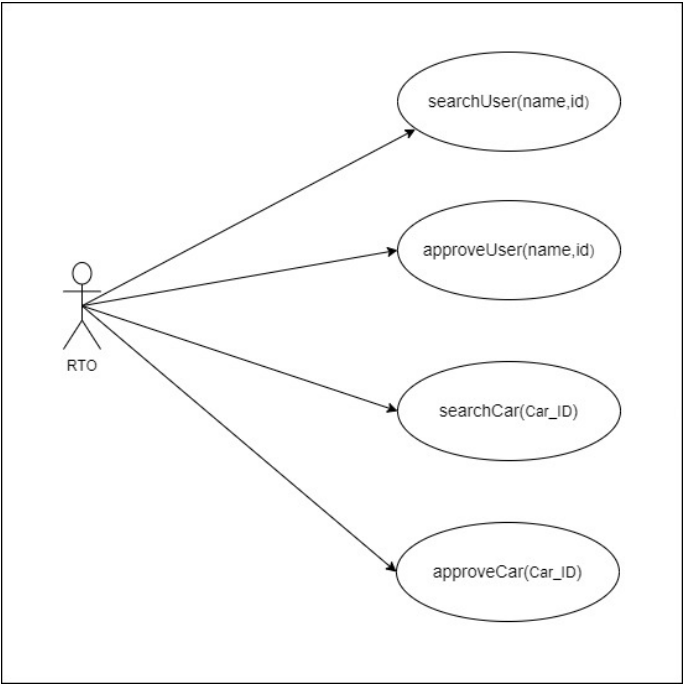 searchUser(name,id)
approveUser(name,id)
RTO
searchCar(Car_ID)
approveCar(Car_ID)